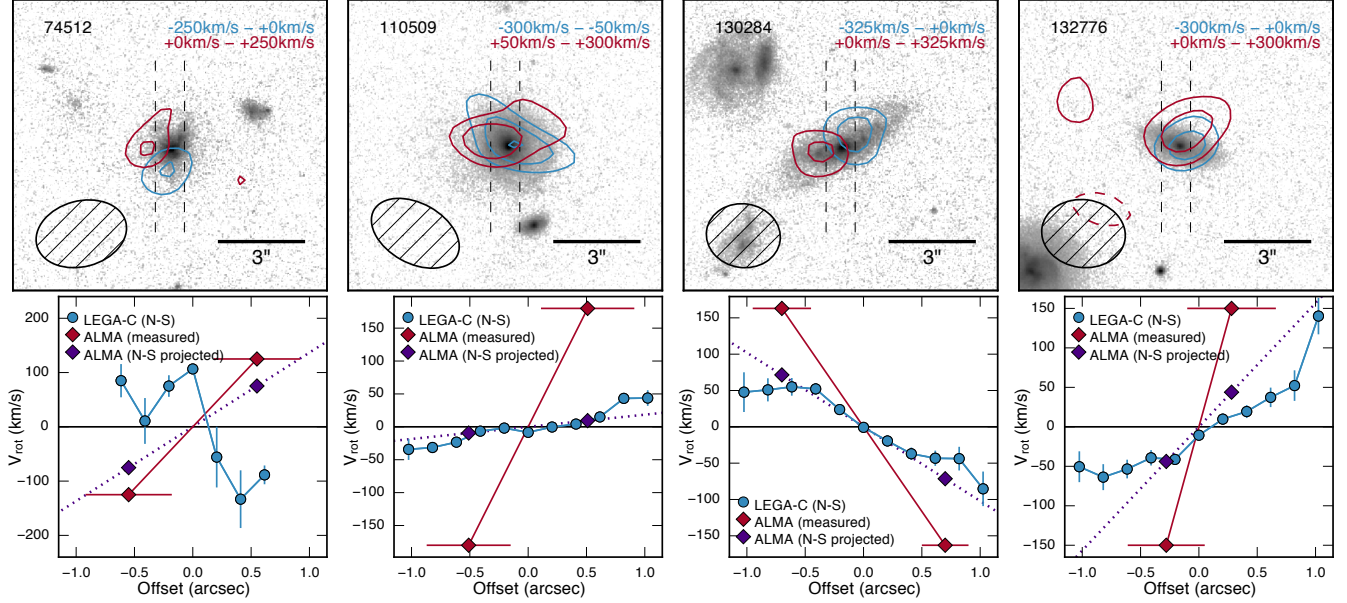 74512
-250km/s - +0km/s
+0km/s - +250km/s
3"
110509
-300km/s - -50km/s
+50km/s - +300km/s
3"
130284
-325km/s - +0km/s
+0km/s - +325km/s
3"
132776
-300km/s - +0km/s
+0km/s - +300km/s
3"
V_rot (km/s)
200
100
0
−100
−200
LEGA-C (N-S)
ALMA (measured)
ALMA (N-S projected)
−1.0 −0.5 0.0 0.5 1.0
Offset (arcsec)
V_rot (km/s)
150
100
50
0
−50
−100
−150
LEGA-C (N-S)
ALMA (measured)
ALMA (N-S projected)
−1.0 −0.5 0.0 0.5 1.0
Offset (arcsec)
V_rot (km/s)
150
100
50
0
−50
−100
−150
LEGA-C (N-S)
ALMA (measured)
ALMA (N-S projected)
−1.0 −0.5 0.0 0.5 1.0
Offset (arcsec)
V_rot (km/s)
150
100
50
0
−50
−100
−150
LEGA-C (N-S)
ALMA (measured)
ALMA (N-S projected)
−1.0 −0.5 0.0 0.5 1.0
Offset (arcsec)